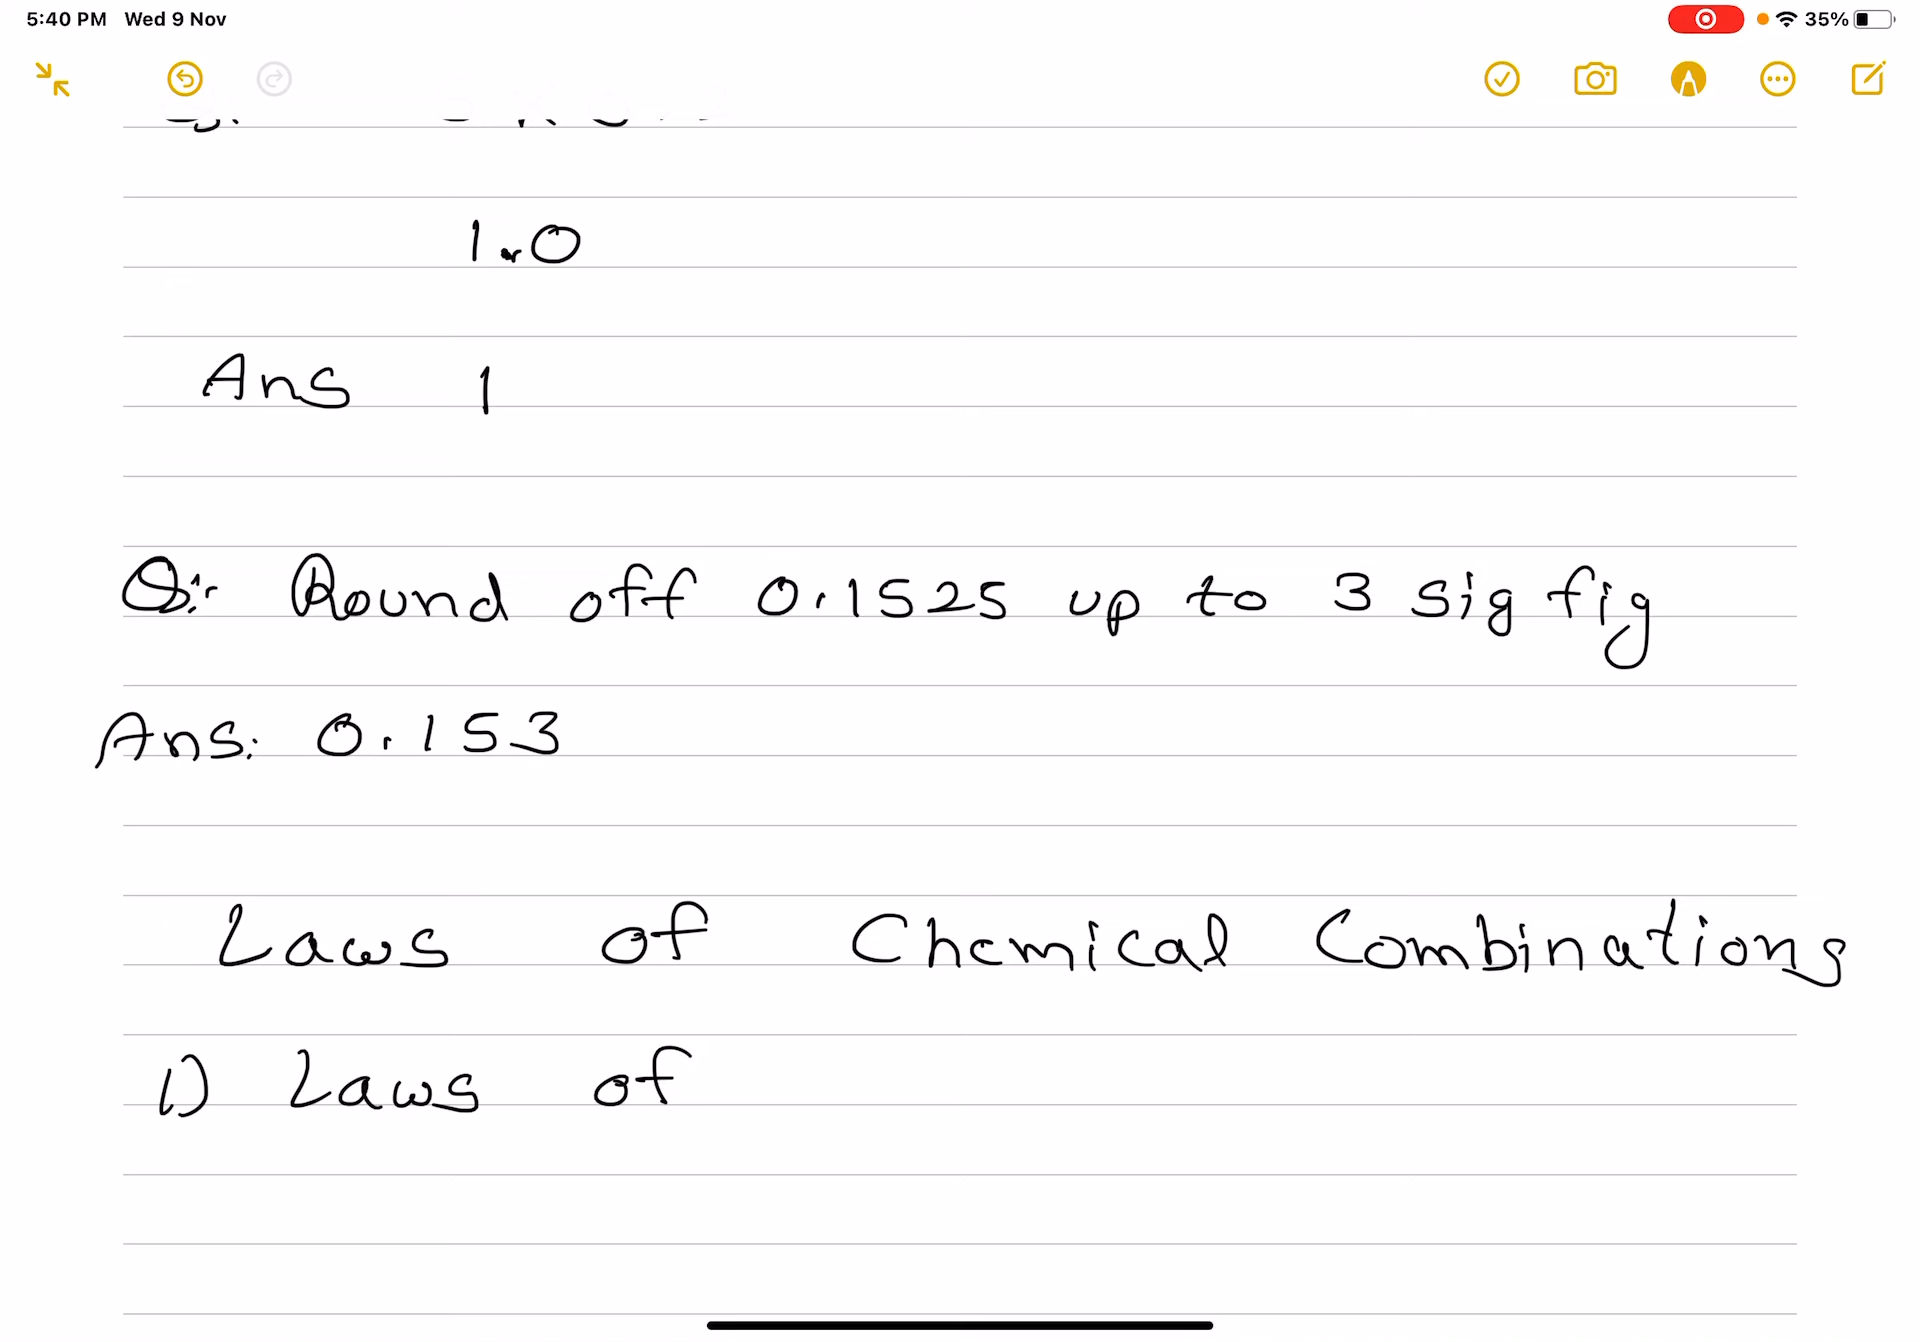 5:40 PM Wed 9 Nov 35%
1.0
Ans 1
Q:- Round off 0.1525 up to 3 sig fig
Ans: 0.153
Laws of Chemical Combinations
1) Laws of